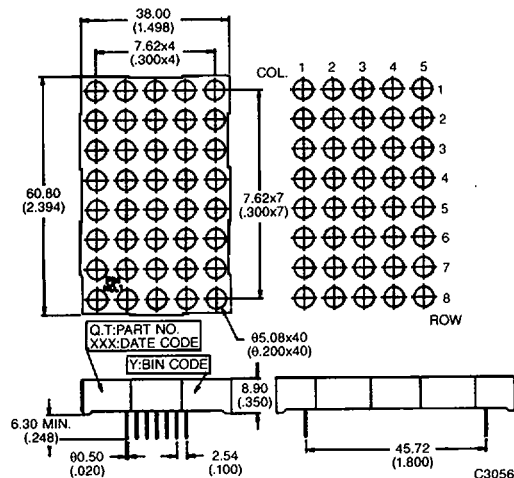 38.00
(1.498)
7.62x4
(.300x4)
COL. 1 2 3 4 5
1
2
3
4
5
6
7
8
ROW
60.80
(2.394)
7.62x7
(.300x7)
θ5.08x40
(θ.200x40)
Q.T:PART NO.
XXX:DATE CODE
Y:BIN CODE
8.90
(.350)
6.30 MIN.
(.248)
θ0.50
(.020)
2.54
(.100)
45.72
(1.800)
C3056